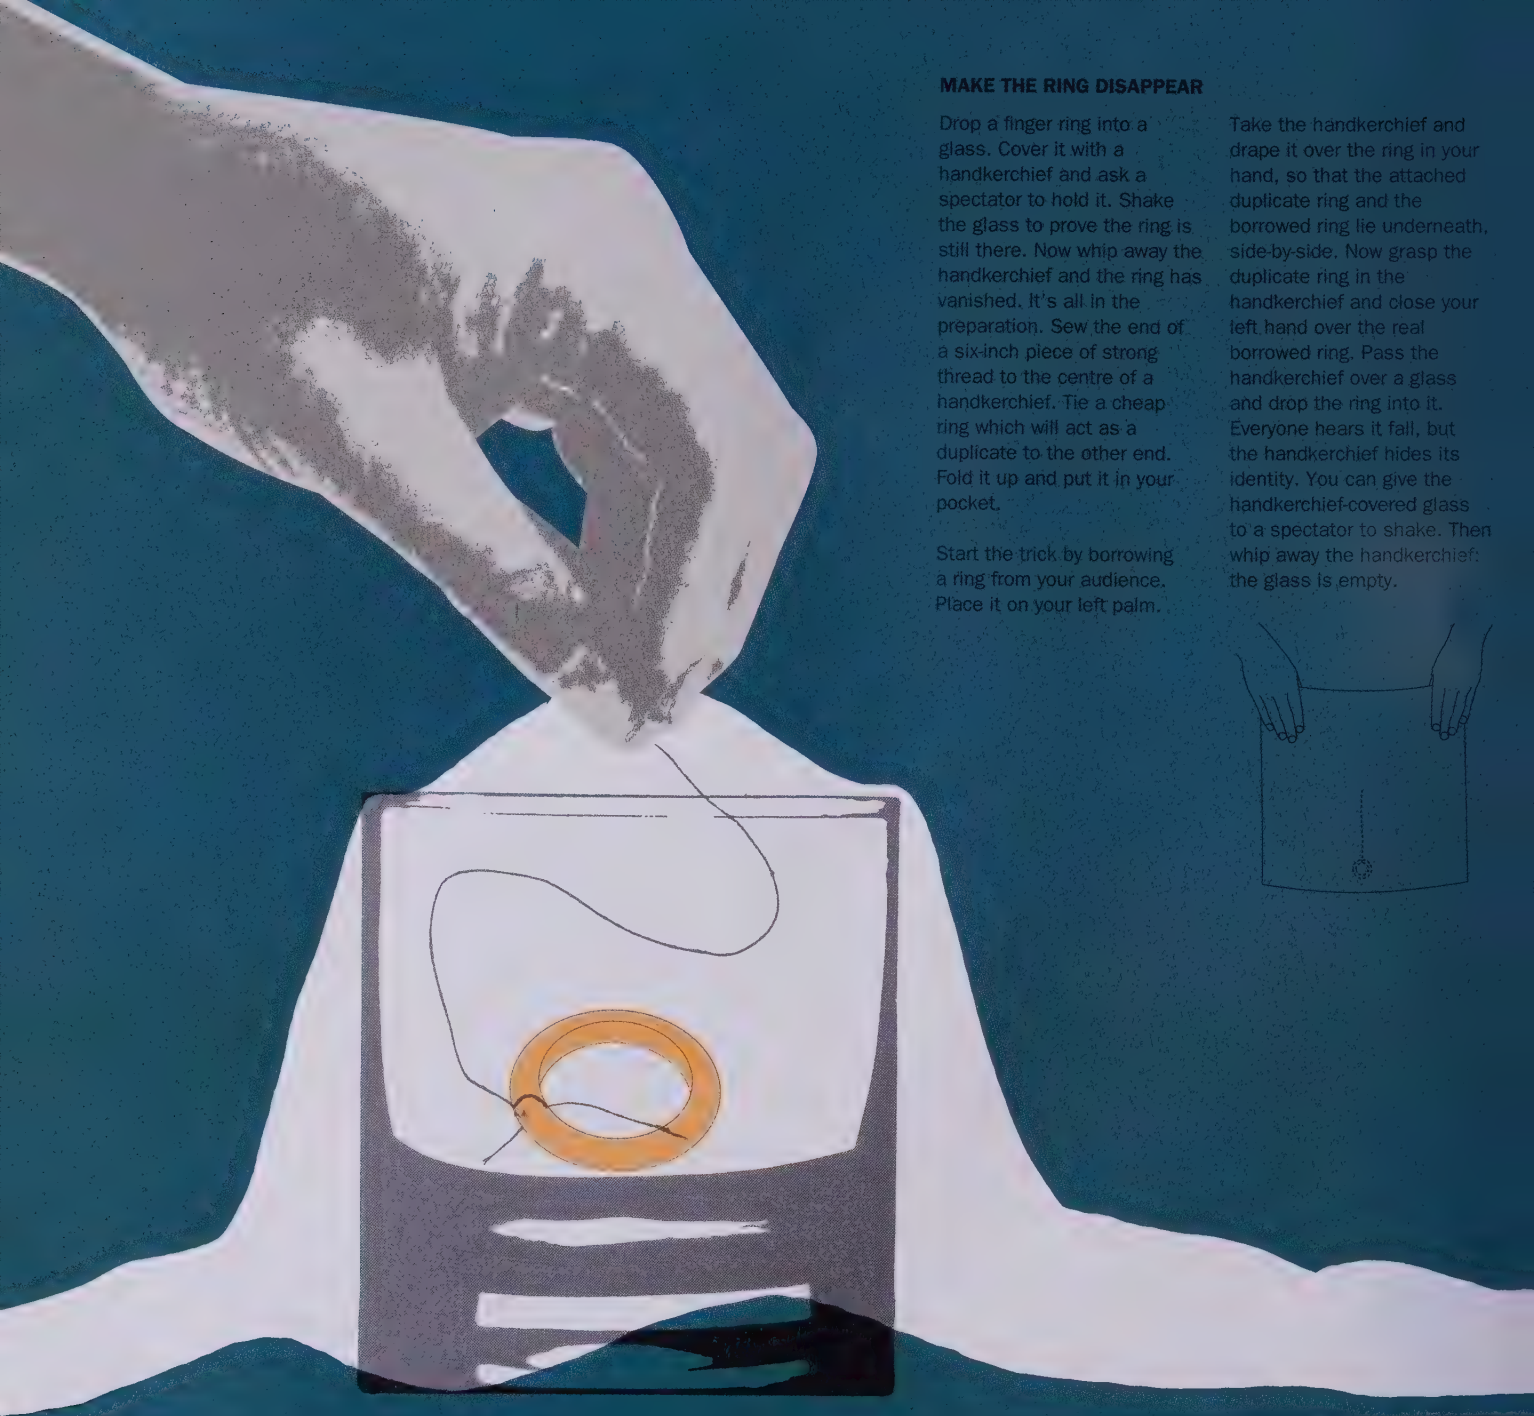 MAKE THE RING DISAPPEAR
Drop a finger ring into a
glass. Cover it with a
handkerchief and ask a
spectator to hold it. Shake
the glass to prove the ring is
still there. Now whip away the
handkerchief and the ring has
vanished. It's all in the
preparation. Sew the end of
a six-inch piece of strong
thread to the centre of a
handkerchief. Tie a cheap
ring which will act as a
duplicate to the other end.
Fold it up and put it in your
pocket.
Start the trick by borrowing
a ring from your audience.
Place it on your left palm.
Take the handkerchief and
drape it over the ring in your
hand, so that the attached
duplicate ring and the
borrowed ring lie underneath,
side-by-side. Now grasp the
duplicate ring in the
handkerchief and close your
left hand over the real
borrowed ring. Pass the
handkerchief over a glass
and drop the ring into it.
Everyone hears it fall, but
the handkerchief hides its
identity. You can give the
handkerchief-covered glass
to a spectator to shake. Then
whip away the handkerchief:
the glass is empty.